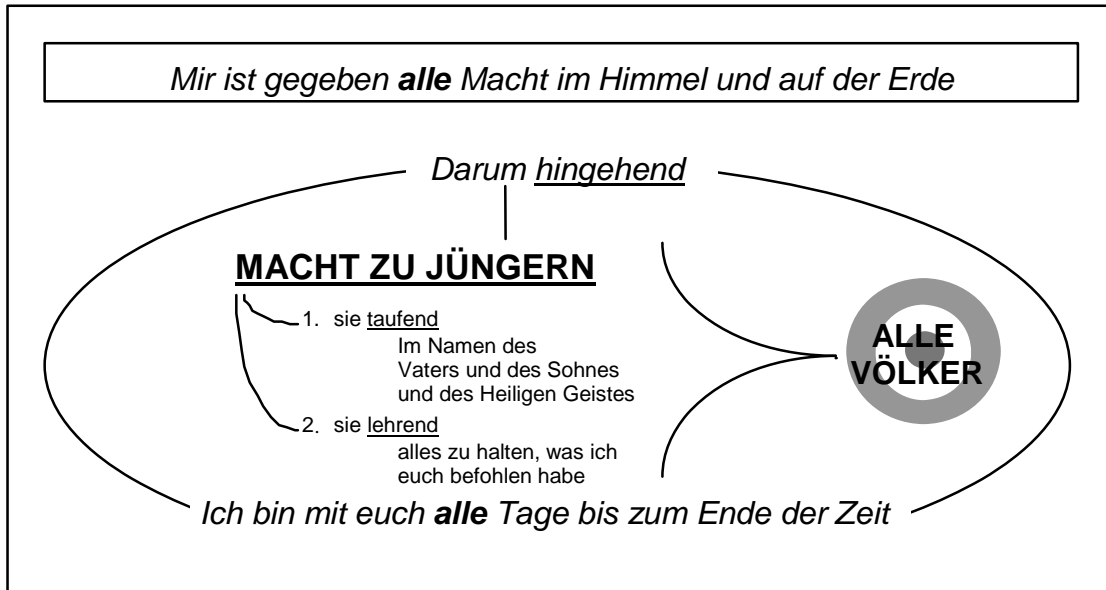 Mir ist gegeben alle Macht im Himmel und auf der Erde
Darum hingehend
MACHT ZU JÜNGERN
1. sie taufend
Im Namen des
Vaters und des Sohnes
und des Heiligen Geistes
2. sie lehrend
alles zu halten, was ich
euch befohlen habe
ALLE
VÖLKER
Ich bin mit euch alle Tage bis zum Ende der Zeit